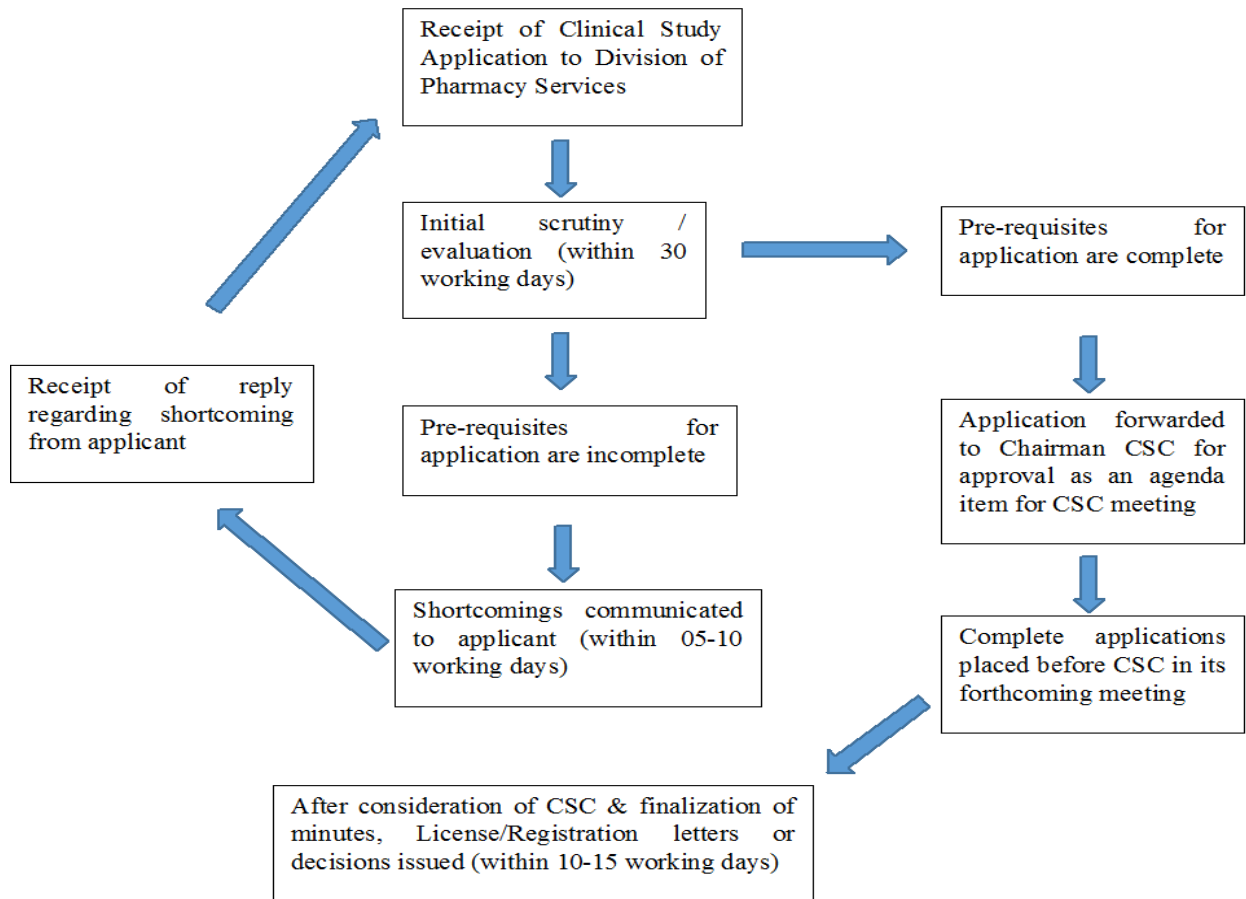 Receipt of Clinical Study
Application to Division of
Pharmacy Services
Initial scrutiny /
evaluation (within 30
working days)
Pre-requisites for
application are complete
Receipt of reply
regarding shortcoming
from applicant
Pre-requisites for
application are incomplete
Application forwarded
to Chairman CSC for
approval as an agenda
item for CSC meeting
Shortcomings communicated
to applicant (within 05-10
working days)
Complete applications
placed before CSC in its
forthcoming meeting
After consideration of CSC & finalization of
minutes, License/Registration letters or
decisions issued (within 10-15 working days)